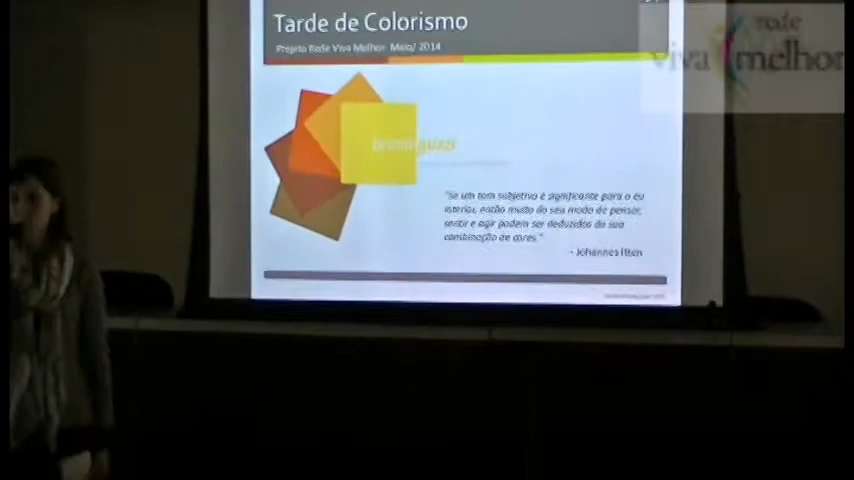 Tarde de Colorismo
Projeto Rede Viva Melhor Maio/ 2014
rede
viva melhor
"Se um tom subjetivo é significante para o eu
interior, então muito do seu modo de pensar,
sentir e agir podem ser deduzidos da sua
combinação de cores."
- Johannes Itten